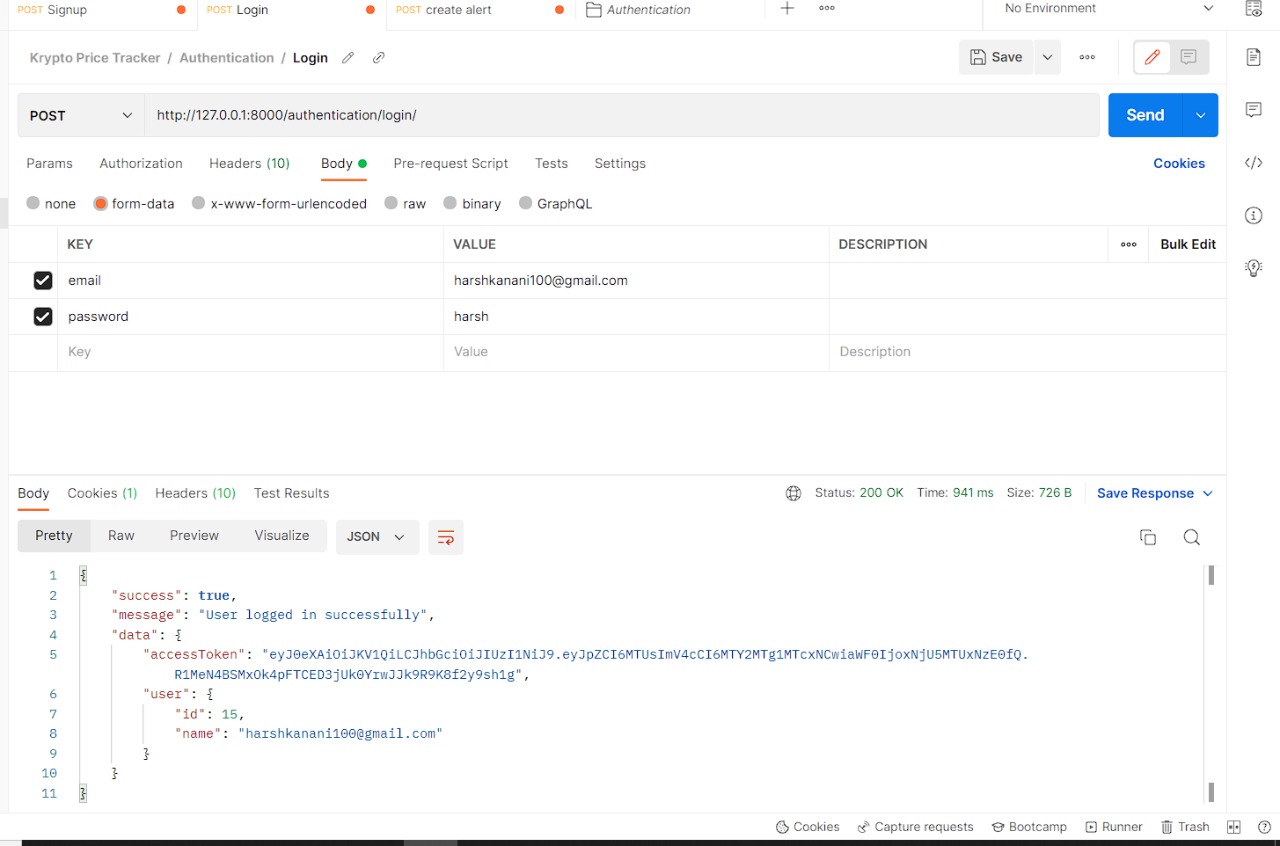 POST Signup POST Login POST create alert Authentication No Environment
Krypto Price Tracker / Authentication / Login Save
POST http://127.0.0.1:8000/authentication/login/ Send
Params Authorization Headers (10) Body Pre-request Script Tests Settings Cookies
none form-data x-www-form-urlencoded raw binary GraphQL
KEY VALUE DESCRIPTION Bulk Edit
email harshkanani100@gmail.com
password harsh
Key Value Description
Body Cookies (1) Headers (10) Test Results Status: 200 OK Time: 941 ms Size: 726 B Save Response
Pretty Raw Preview Visualize JSON
1 {
2 "success": true,
3 "message": "User logged in successfully",
4 "data": {
5 "accessToken": "eyJ0eXAiOiJKV1QiLCJhbGciOiJIUzI1NiJ9.eyJpZCI6MTUsImV4cCI6MTY2MTg1MTcxNCwiaWF0IjoxNjU5MTUxNzE0fQ.
R1MeN4BSMxOk4pFTCED3jUk0YrwJJk9R9K8f2y9sh1g",
6 "user": {
7 "id": 15,
8 "name": "harshkanani100@gmail.com"
9 }
10 }
11 }
Cookies Capture requests Bootcamp Runner Trash